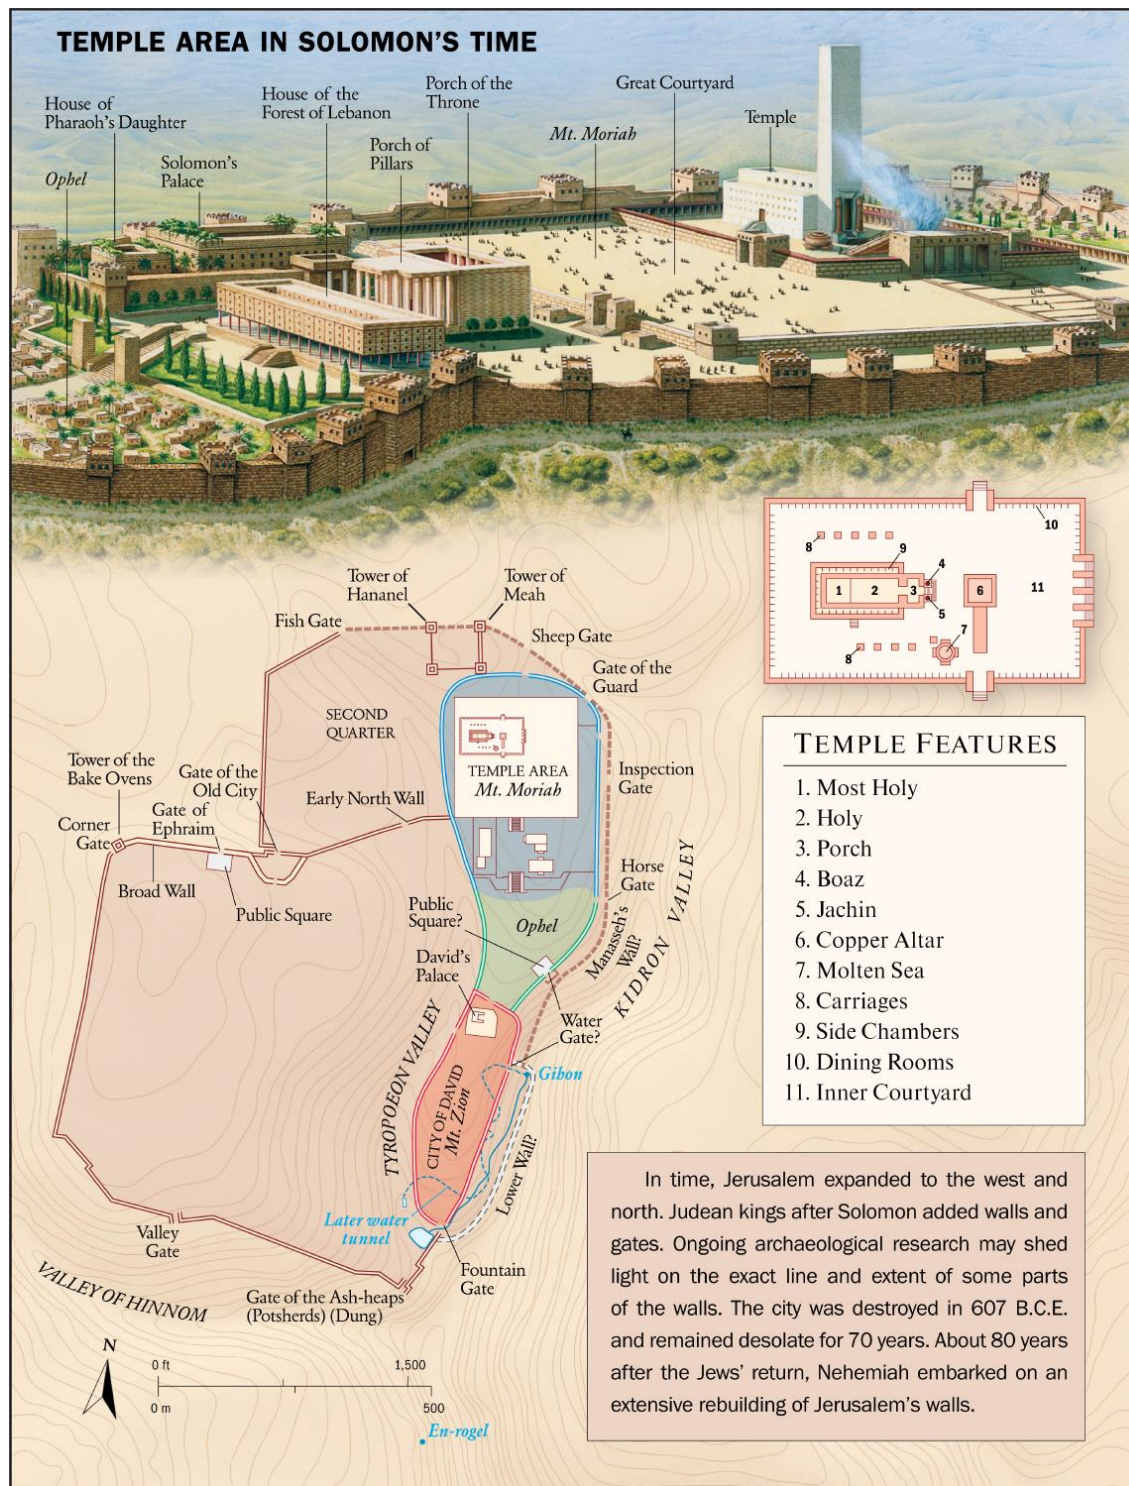 TEMPLE AREA IN SOLOMON'S TIME
House of
Pharaoh's Daughter
Ophel
Solomon's
Palace
House of the
Forest of Lebanon
Porch of
Pillars
Porch of the
Throne
Mt. Moriah
Great Courtyard
Temple
10
8
9
4
1
2
3
6
11
5
7
8
Tower of
Hananel
Tower of
Meah
Fish Gate
Sheep Gate
Gate of the
Guard
SECOND
QUARTER
TEMPLE AREA
Mt. Moriah
Inspection
Gate
Tower of the
Bake Ovens
Gate of the
Old City
Early North Wall
Corner
Gate
Gate of
Ephraim
Broad Wall
Public Square
Horse
Gate
Public
Square?
Ophel
Manasseh's
Wall?
KIDRON VALLEY
David's
Palace
Water
Gate?
TYROPOEON VALLEY
CITY OF DAVID
Mt. Zion
Gihon
Lower Wall?
Later water
tunnel
Valley
Gate
Fountain
Gate
VALLEY OF HINNOM
Gate of the Ash-heaps
(Potsherds) (Dung)
N
0 ft 1,500
0 m 500
En-rogel
TEMPLE FEATURES
1. Most Holy
2. Holy
3. Porch
4. Boaz
5. Jachin
6. Copper Altar
7. Molten Sea
8. Carriages
9. Side Chambers
10. Dining Rooms
11. Inner Courtyard
In time, Jerusalem expanded to the west and
north. Judean kings after Solomon added walls and
gates. Ongoing archaeological research may shed
light on the exact line and extent of some parts
of the walls. The city was destroyed in 607 B.C.E.
and remained desolate for 70 years. About 80 years
after the Jews' return, Nehemiah embarked on an
extensive rebuilding of Jerusalem's walls.